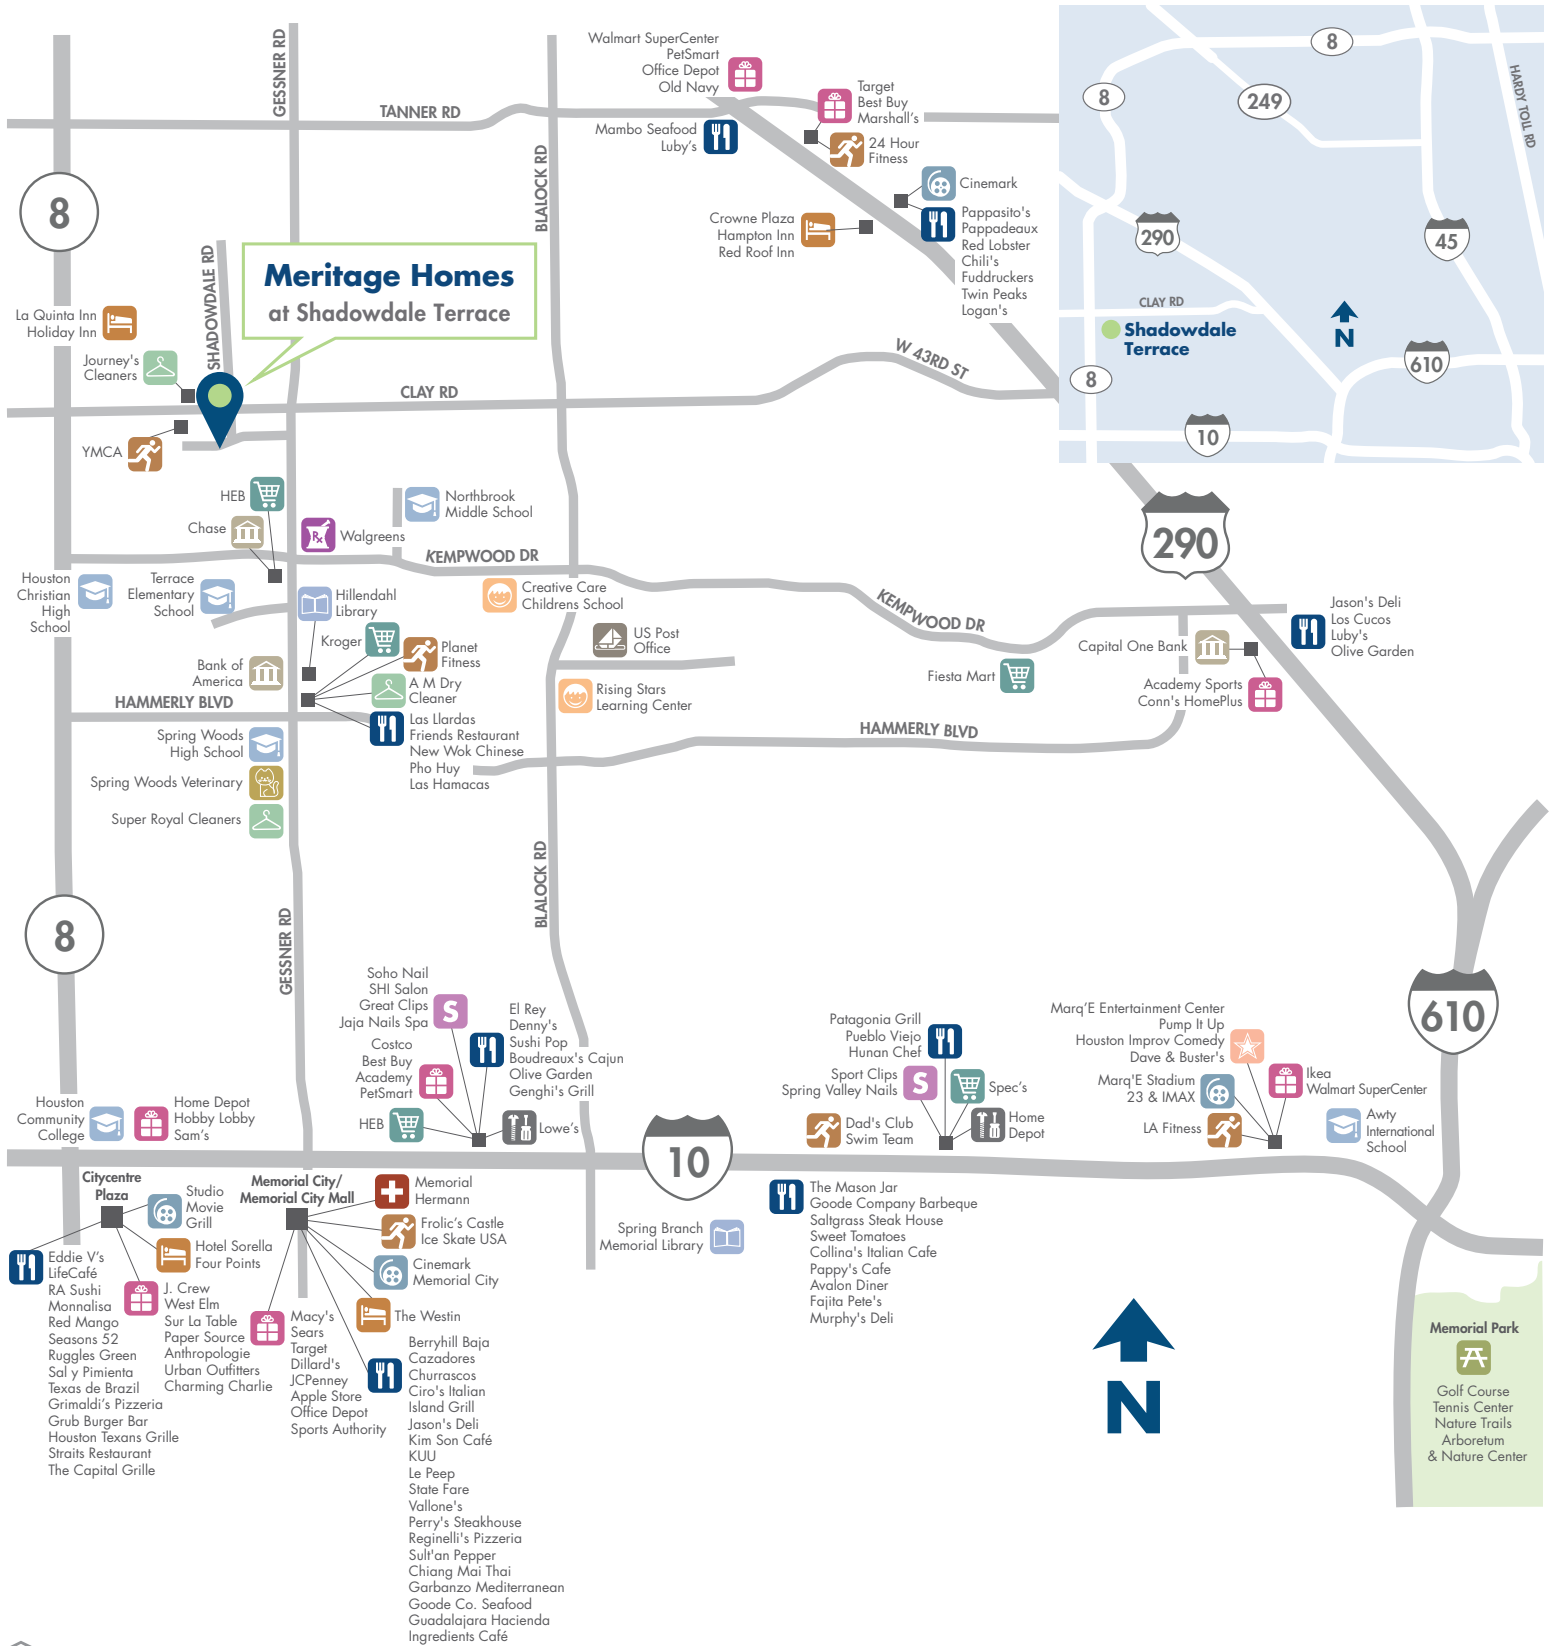 GESSNER RD
TANNER RD
BLALOCK RD
Walmart SuperCenter
PetSmart
Office Depot
Old Navy
Target
Best Buy
Marshall's
Mambo Seafood
Luby's
24 Hour
Fitness
Cinemark
Crowne Plaza
Hampton Inn
Red Roof Inn
Pappasito's
Pappadeaux
Red Lobster
Chili's
Fuddruckers
Twin Peaks
Logan's
8
8
249
HARDY TOLL RD
290
45
CLAY RD
Shadowdale
Terrace
N
610
8
10
8
SHADOWDALE RD
Meritage Homes
at Shadowdale Terrace
La Quinta Inn
Holiday Inn
Journey's
Cleaners
CLAY RD
W 43RD ST
YMCA
HEB
Chase
Rx
Walgreens
Northbrook
Middle School
KEMPWOOD DR
290
Houston
Christian
High
School
Terrace
Elementary
School
Hillendahl
Library
Creative Care
Childrens School
KEMPWOOD DR
Jason's Deli
Los Cucos
Luby's
Olive Garden
Kroger
Planet
Fitness
US Post
Office
Capital One Bank
Bank of
America
A M Dry
Cleaner
Rising Stars
Learning Center
Fiesta Mart
Academy Sports
Conn's HomePlus
HAMMERLY BLVD
Las Llardas
Friends Restaurant
New Wok Chinese
Pho Huy
Las Hamacas
HAMMERLY BLVD
Spring Woods
High School
Spring Woods Veterinary
Super Royal Cleaners
8
GESSNER RD
BLALOCK RD
610
Soho Nail
SHI Salon
Great Clips
Jaja Nails Spa
S
El Rey
Denny's
Sushi Pop
Boudreaux's Cajun
Olive Garden
Genghi's Grill
Costco
Best Buy
Academy
PetSmart
HEB
Lowe's
Patagonia Grill
Pueblo Viejo
Hunan Chef
Sport Clips
Spring Valley Nails
S
Spec's
Dad's Club
Swim Team
Home
Depot
Marq'E Entertainment Center
Pump It Up
Houston Improv Comedy
Dave & Buster's
Marq'E Stadium
23 & IMAX
Ikea
Walmart SuperCenter
LA Fitness
Awty
International
School
Houston
Community
College
Home Depot
Hobby Lobby
Sam's
10
Citycentre
Plaza
Studio
Movie
Grill
Hotel Sorella
Four Points
Eddie V's
LifeCafé
RA Sushi
Monnalisa
Red Mango
Seasons 52
Ruggles Green
Sal y Pimienta
Texas de Brazil
Grimaldi's Pizzeria
Grub Burger Bar
Houston Texans Grille
Straits Restaurant
The Capital Grille
J. Crew
West Elm
Sur La Table
Paper Source
Anthropologie
Urban Outfitters
Charming Charlie
Memorial City/
Memorial City Mall
Memorial
Hermann
Frolic's Castle
Ice Skate USA
Cinemark
Memorial City
The Westin
Macy's
Sears
Target
Dillard's
JCPenney
Apple Store
Office Depot
Sports Authority
Berryhill Baja
Cazadores
Churrascos
Ciro's Italian
Island Grill
Jason's Deli
Kim Son Café
KUU
Le Peep
State Fare
Vallone's
Perry's Steakhouse
Reginelli's Pizzeria
Sult'an Pepper
Chiang Mai Thai
Garbanzo Mediterranean
Goode Co. Seafood
Guadalajara Hacienda
Ingredients Café
Spring Branch
Memorial Library
The Mason Jar
Goode Company Barbeque
Saltgrass Steak House
Sweet Tomatoes
Collina's Italian Cafe
Pappy's Cafe
Avalon Diner
Fajita Pete's
Murphy's Deli
N
Memorial Park
Golf Course
Tennis Center
Nature Trails
Arboretum
& Nature Center